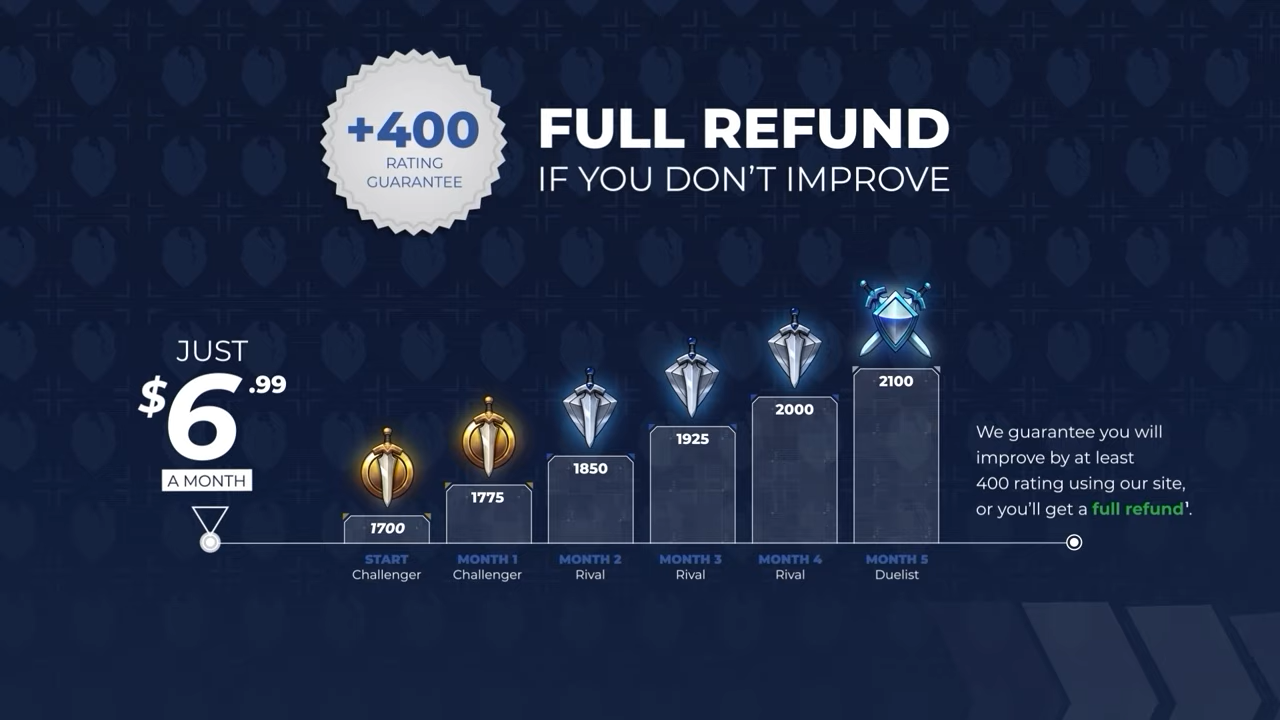 +400
RATING
GUARANTEE
FULL REFUND
IF YOU DON'T IMPROVE
JUST
$6.99
A MONTH
1700
1775
1850
1925
2000
2100
START
Challenger
MONTH 1
Challenger
MONTH 2
Rival
MONTH 3
Rival
MONTH 4
Rival
MONTH 5
Duelist
We guarantee you will
improve by at least
400 rating using our site,
or you'll get a full refund¹.